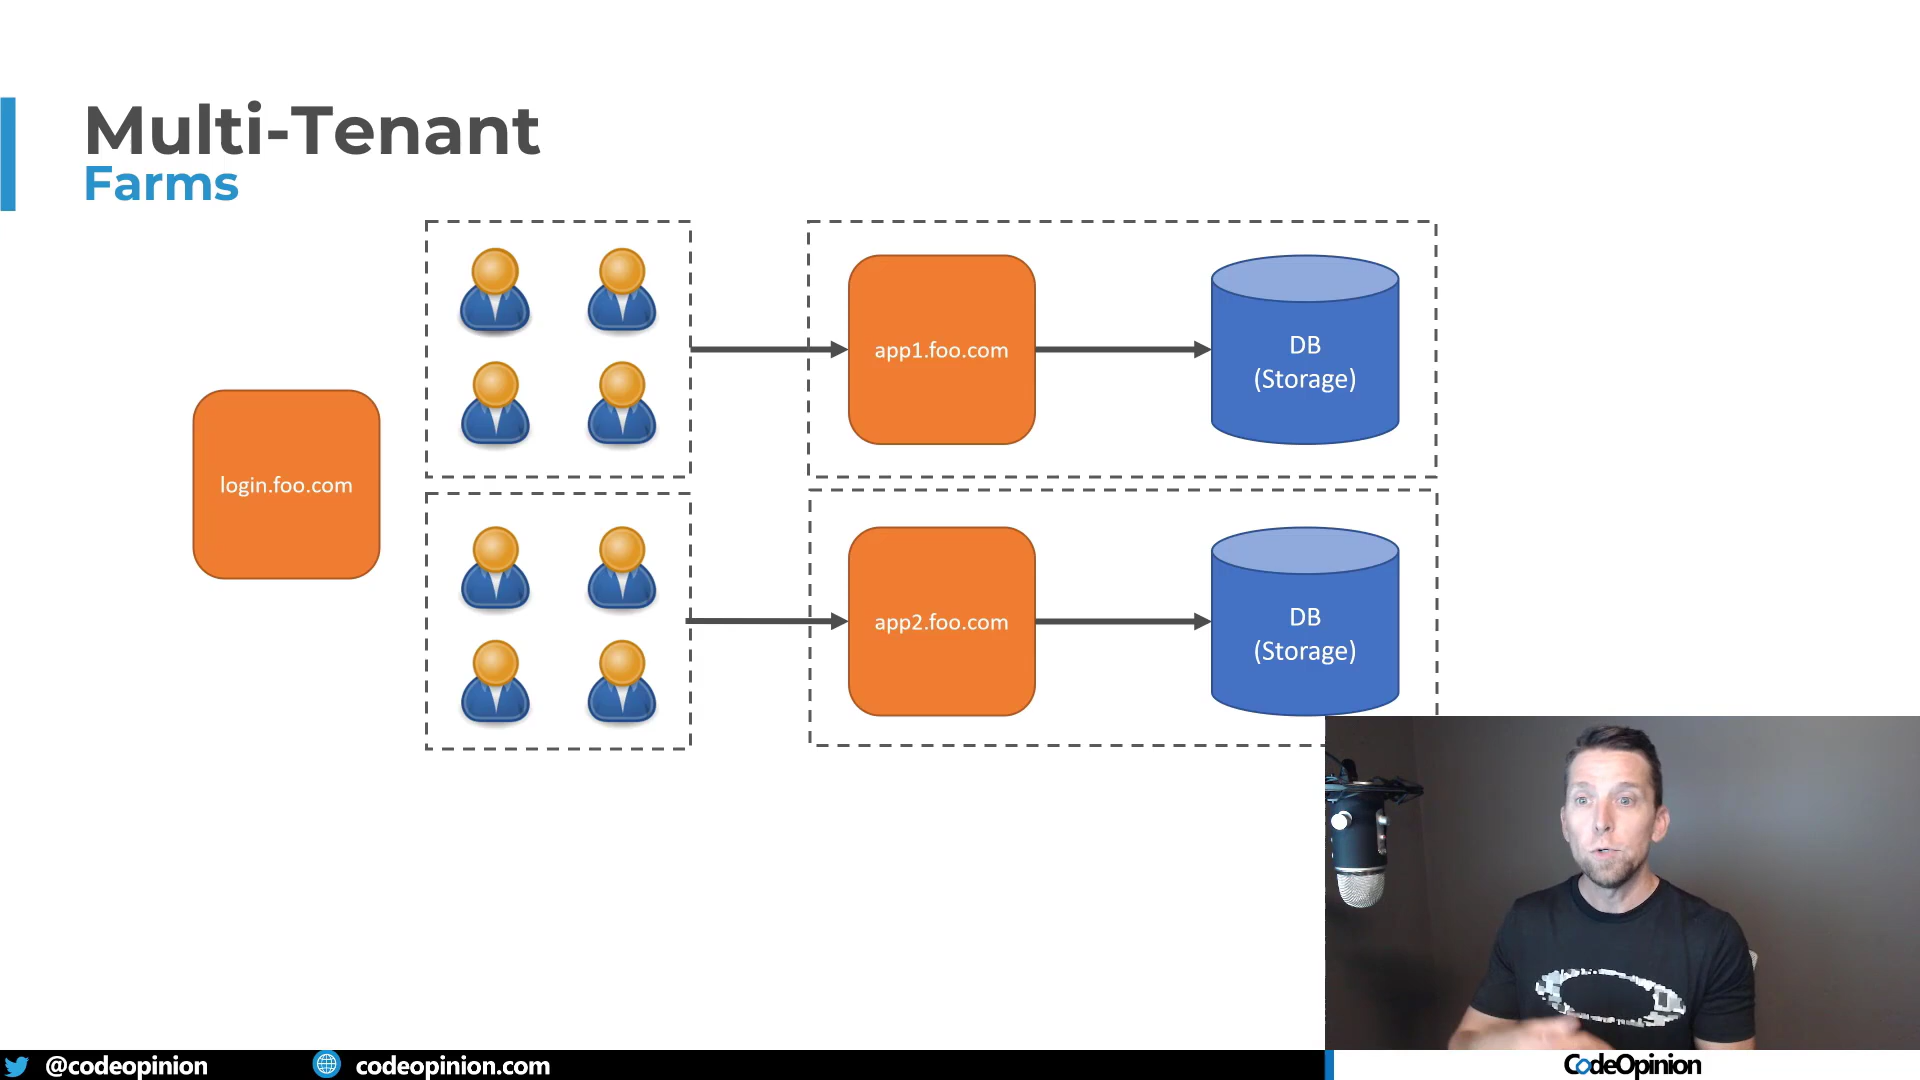 Multi-Tenant
Farms
login.foo.com
app1.foo.com
DB
(Storage)
app2.foo.com
DB
(Storage)
@codeopinion
codeopinion.com
CodeOpinion